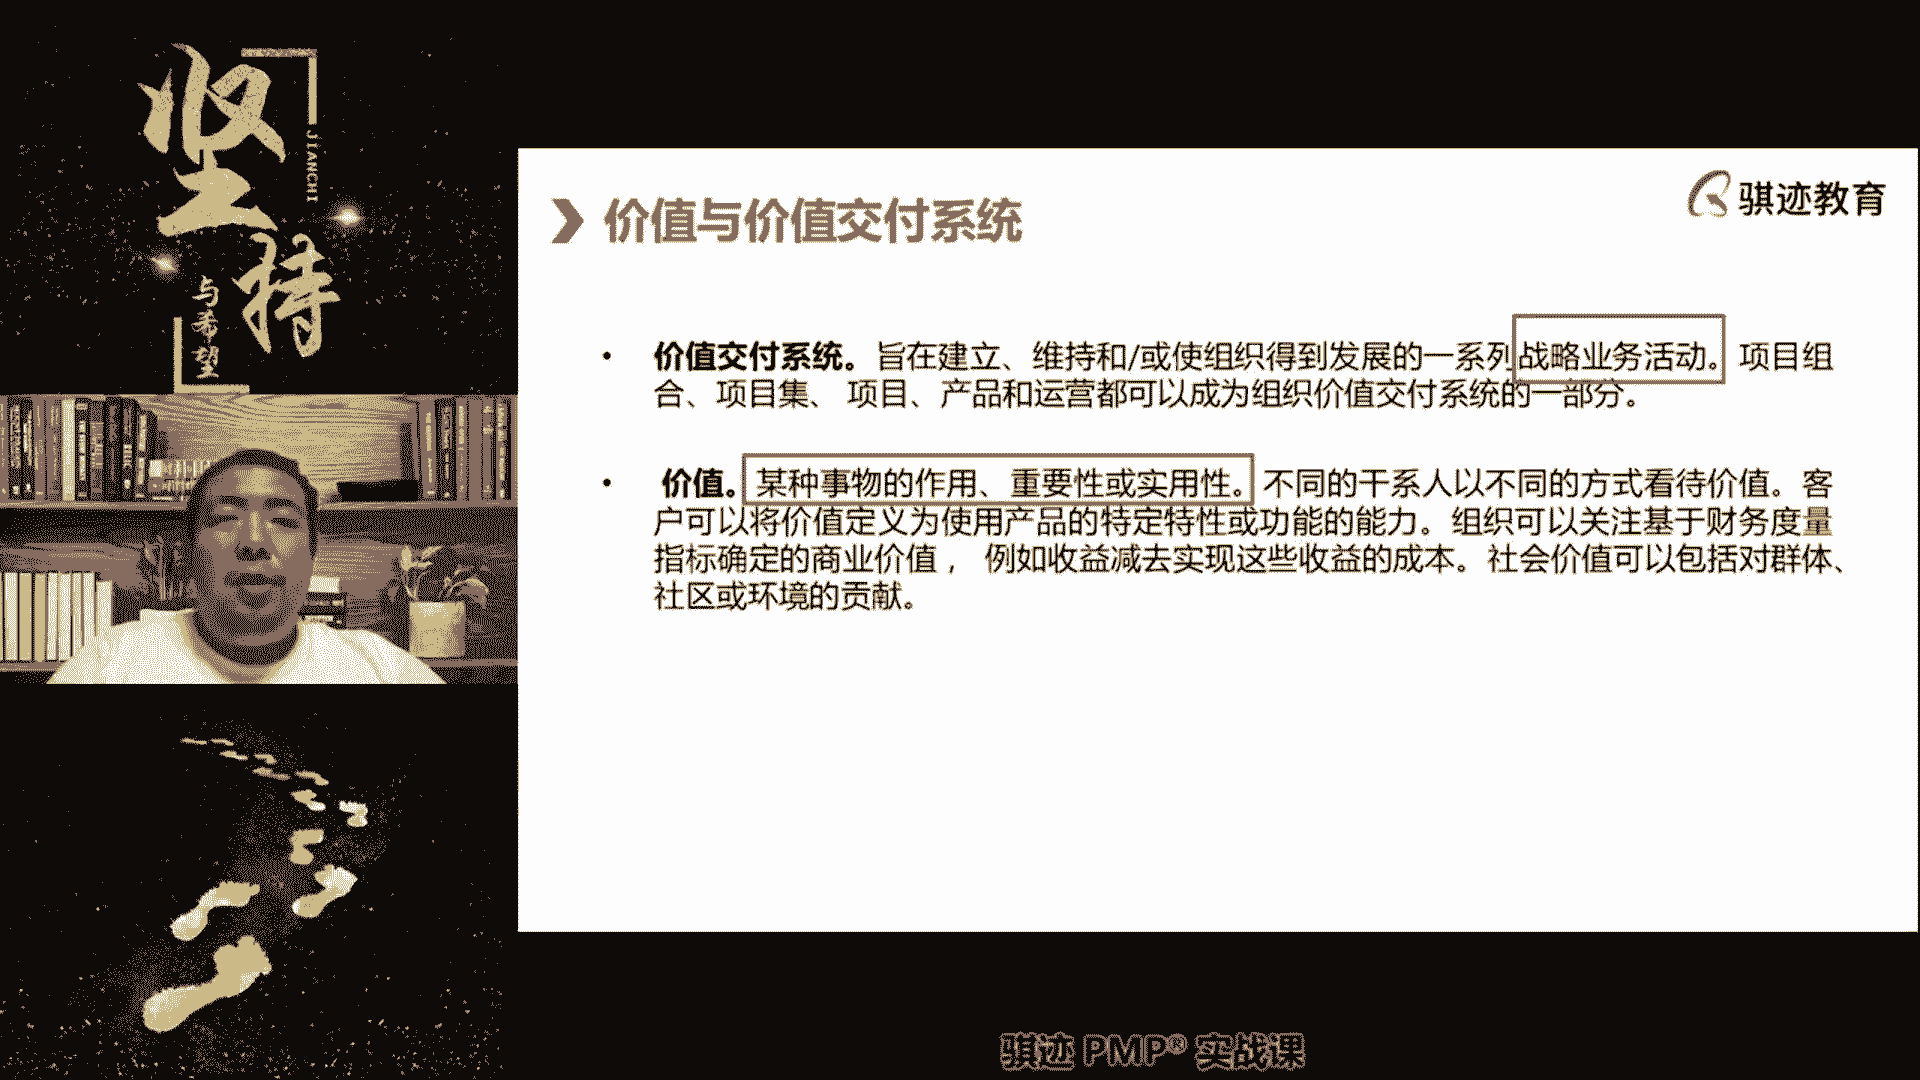 坚持
JIANCHI
与希望
骐迹教育
价值与价值交付系统
• 价值交付系统。旨在建立、维持和/或使组织得到发展的一系列战略业务活动。项目组
合、项目集、 项目、产品和运营都可以成为组织价值交付系统的一部分。
• 价值。某种事物的作用、重要性或实用性。不同的干系人以不同的方式看待价值。客
户可以将价值定义为使用产品的特定特性或功能的能力。组织可以关注基于财务度量
指标确定的商业价值， 例如收益减去实现这些收益的成本。社会价值可以包括对群体、
社区或环境的贡献。
骐迹 PMP® 实战课